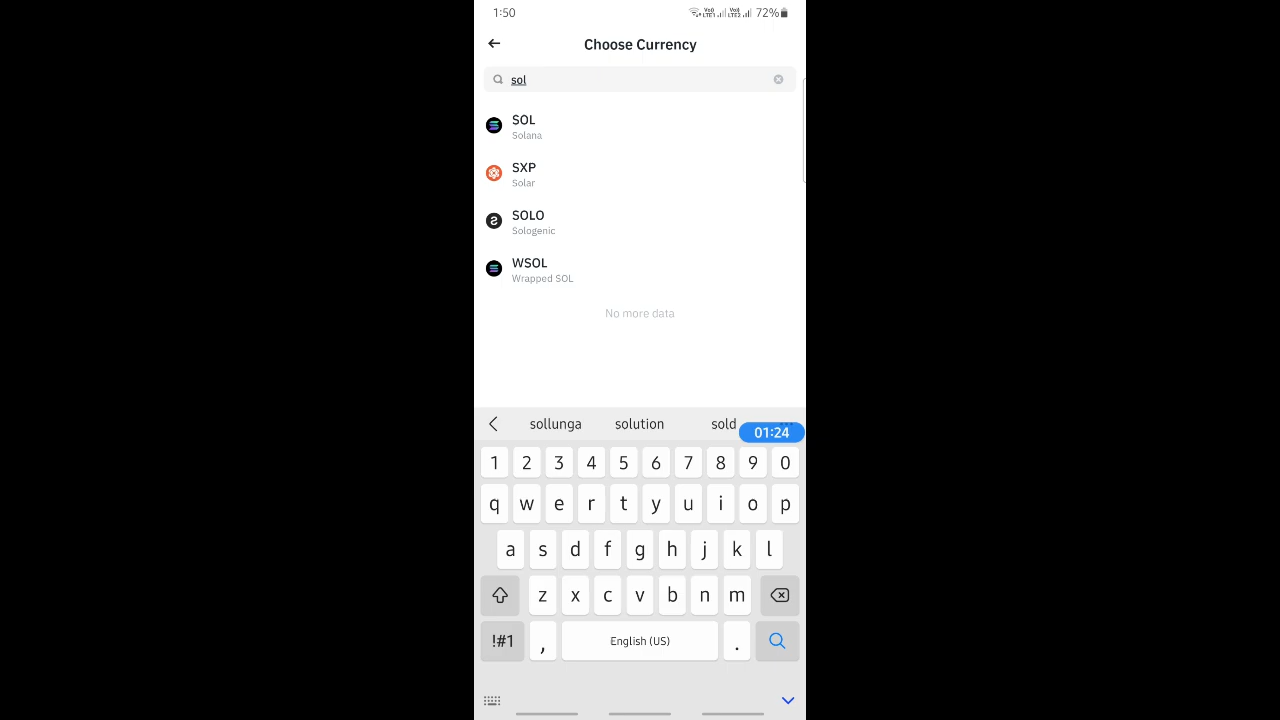 1:50 72%
Choose Currency
sol
SOL
Solana
SXP
Solar
SOLO
Sologenic
WSOL
Wrapped SOL
No more data
sollunga solution sold
01:24
1 2 3 4 5 6 7 8 9 0
q w e r t y u i o p
a s d f g h j k l
z x c v b n m
!#1 , English (US) .